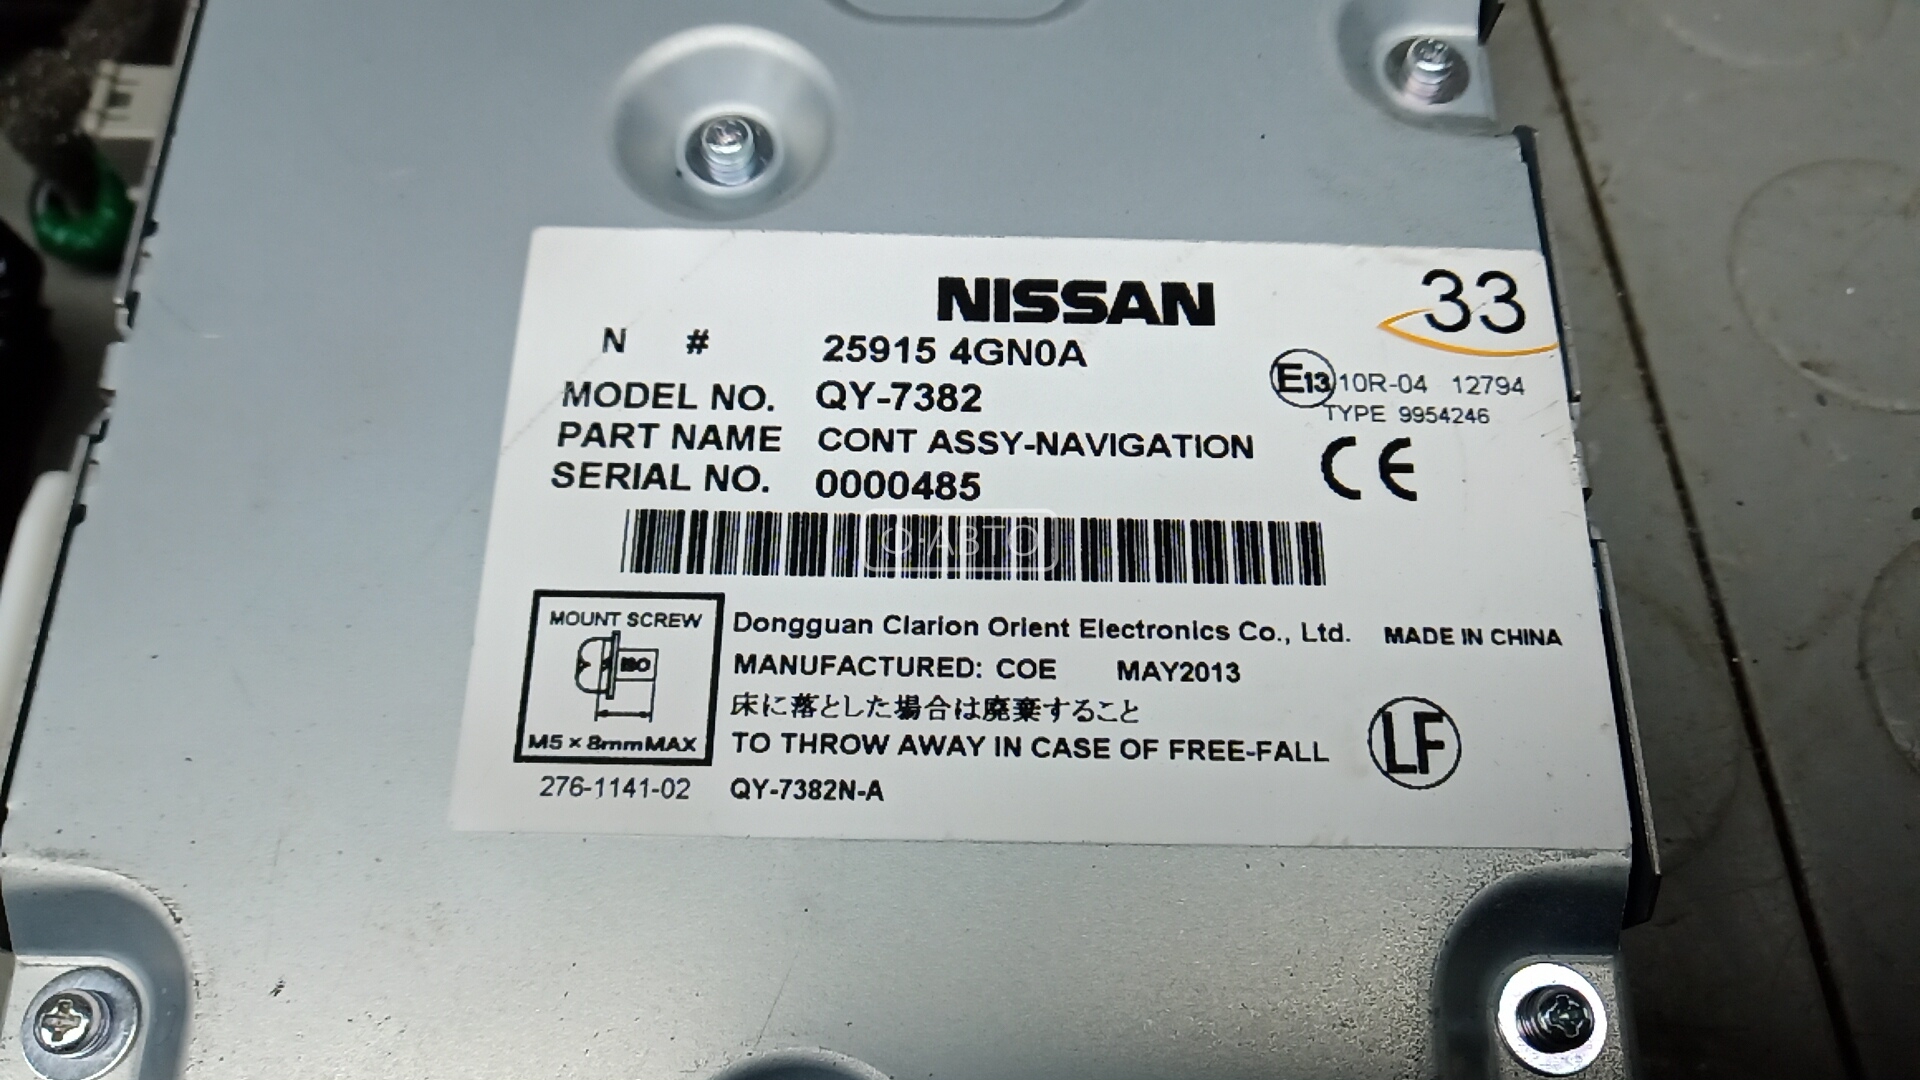 NISSAN
33
N # 25915 4GN0A
E13 10R-04 12794
MODEL NO. QY-7382
TYPE 9954246
PART NAME CONT ASSY-NAVIGATION
CE
SERIAL NO. 0000485
О·АВТО
MOUNT SCREW
ISO
M5 × 8mmMAX
Dongguan Clarion Orient Electronics Co., Ltd. MADE IN CHINA
MANUFACTURED: COE MAY2013
床に落とした場合は廃棄すること
TO THROW AWAY IN CASE OF FREE-FALL
LF
276-1141-02 QY-7382N-A